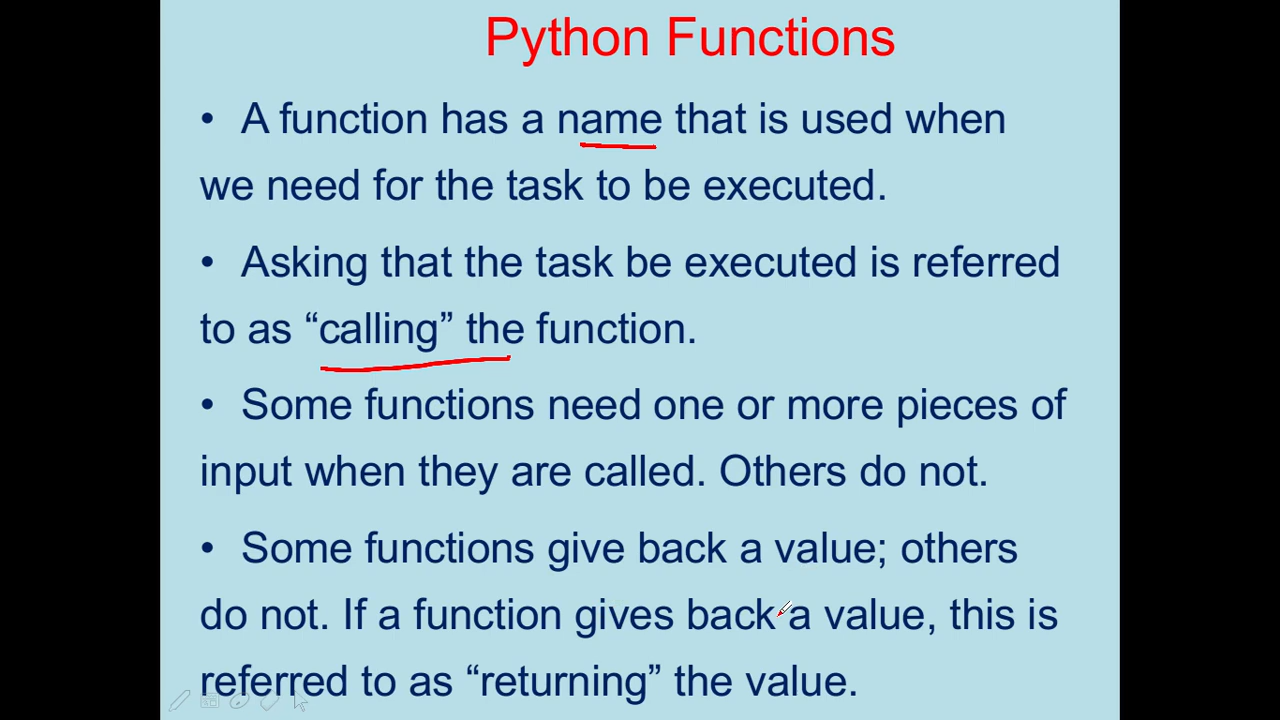 Python Functions
• A function has a name that is used when
we need for the task to be executed.
• Asking that the task be executed is referred
to as “calling” the function.
• Some functions need one or more pieces of
input when they are called. Others do not.
• Some functions give back a value; others
do not. If a function gives back a value, this is
referred to as “returning” the value.